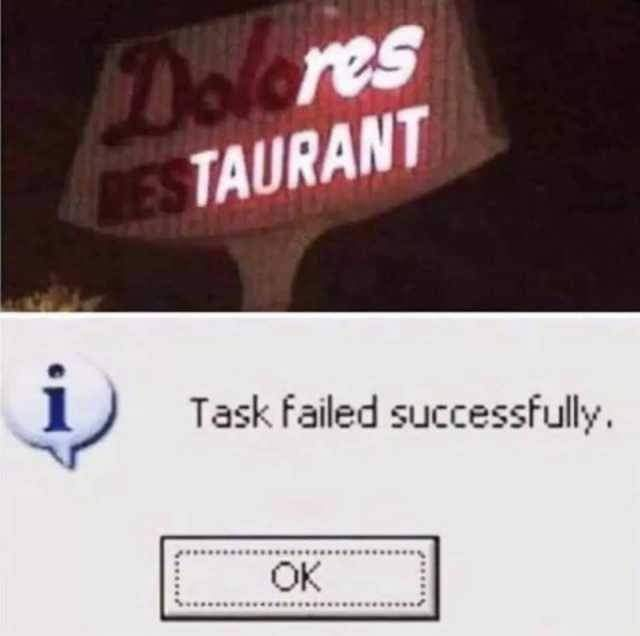 Dolores
RESTAURANT
i
Task failed successfully.
OK